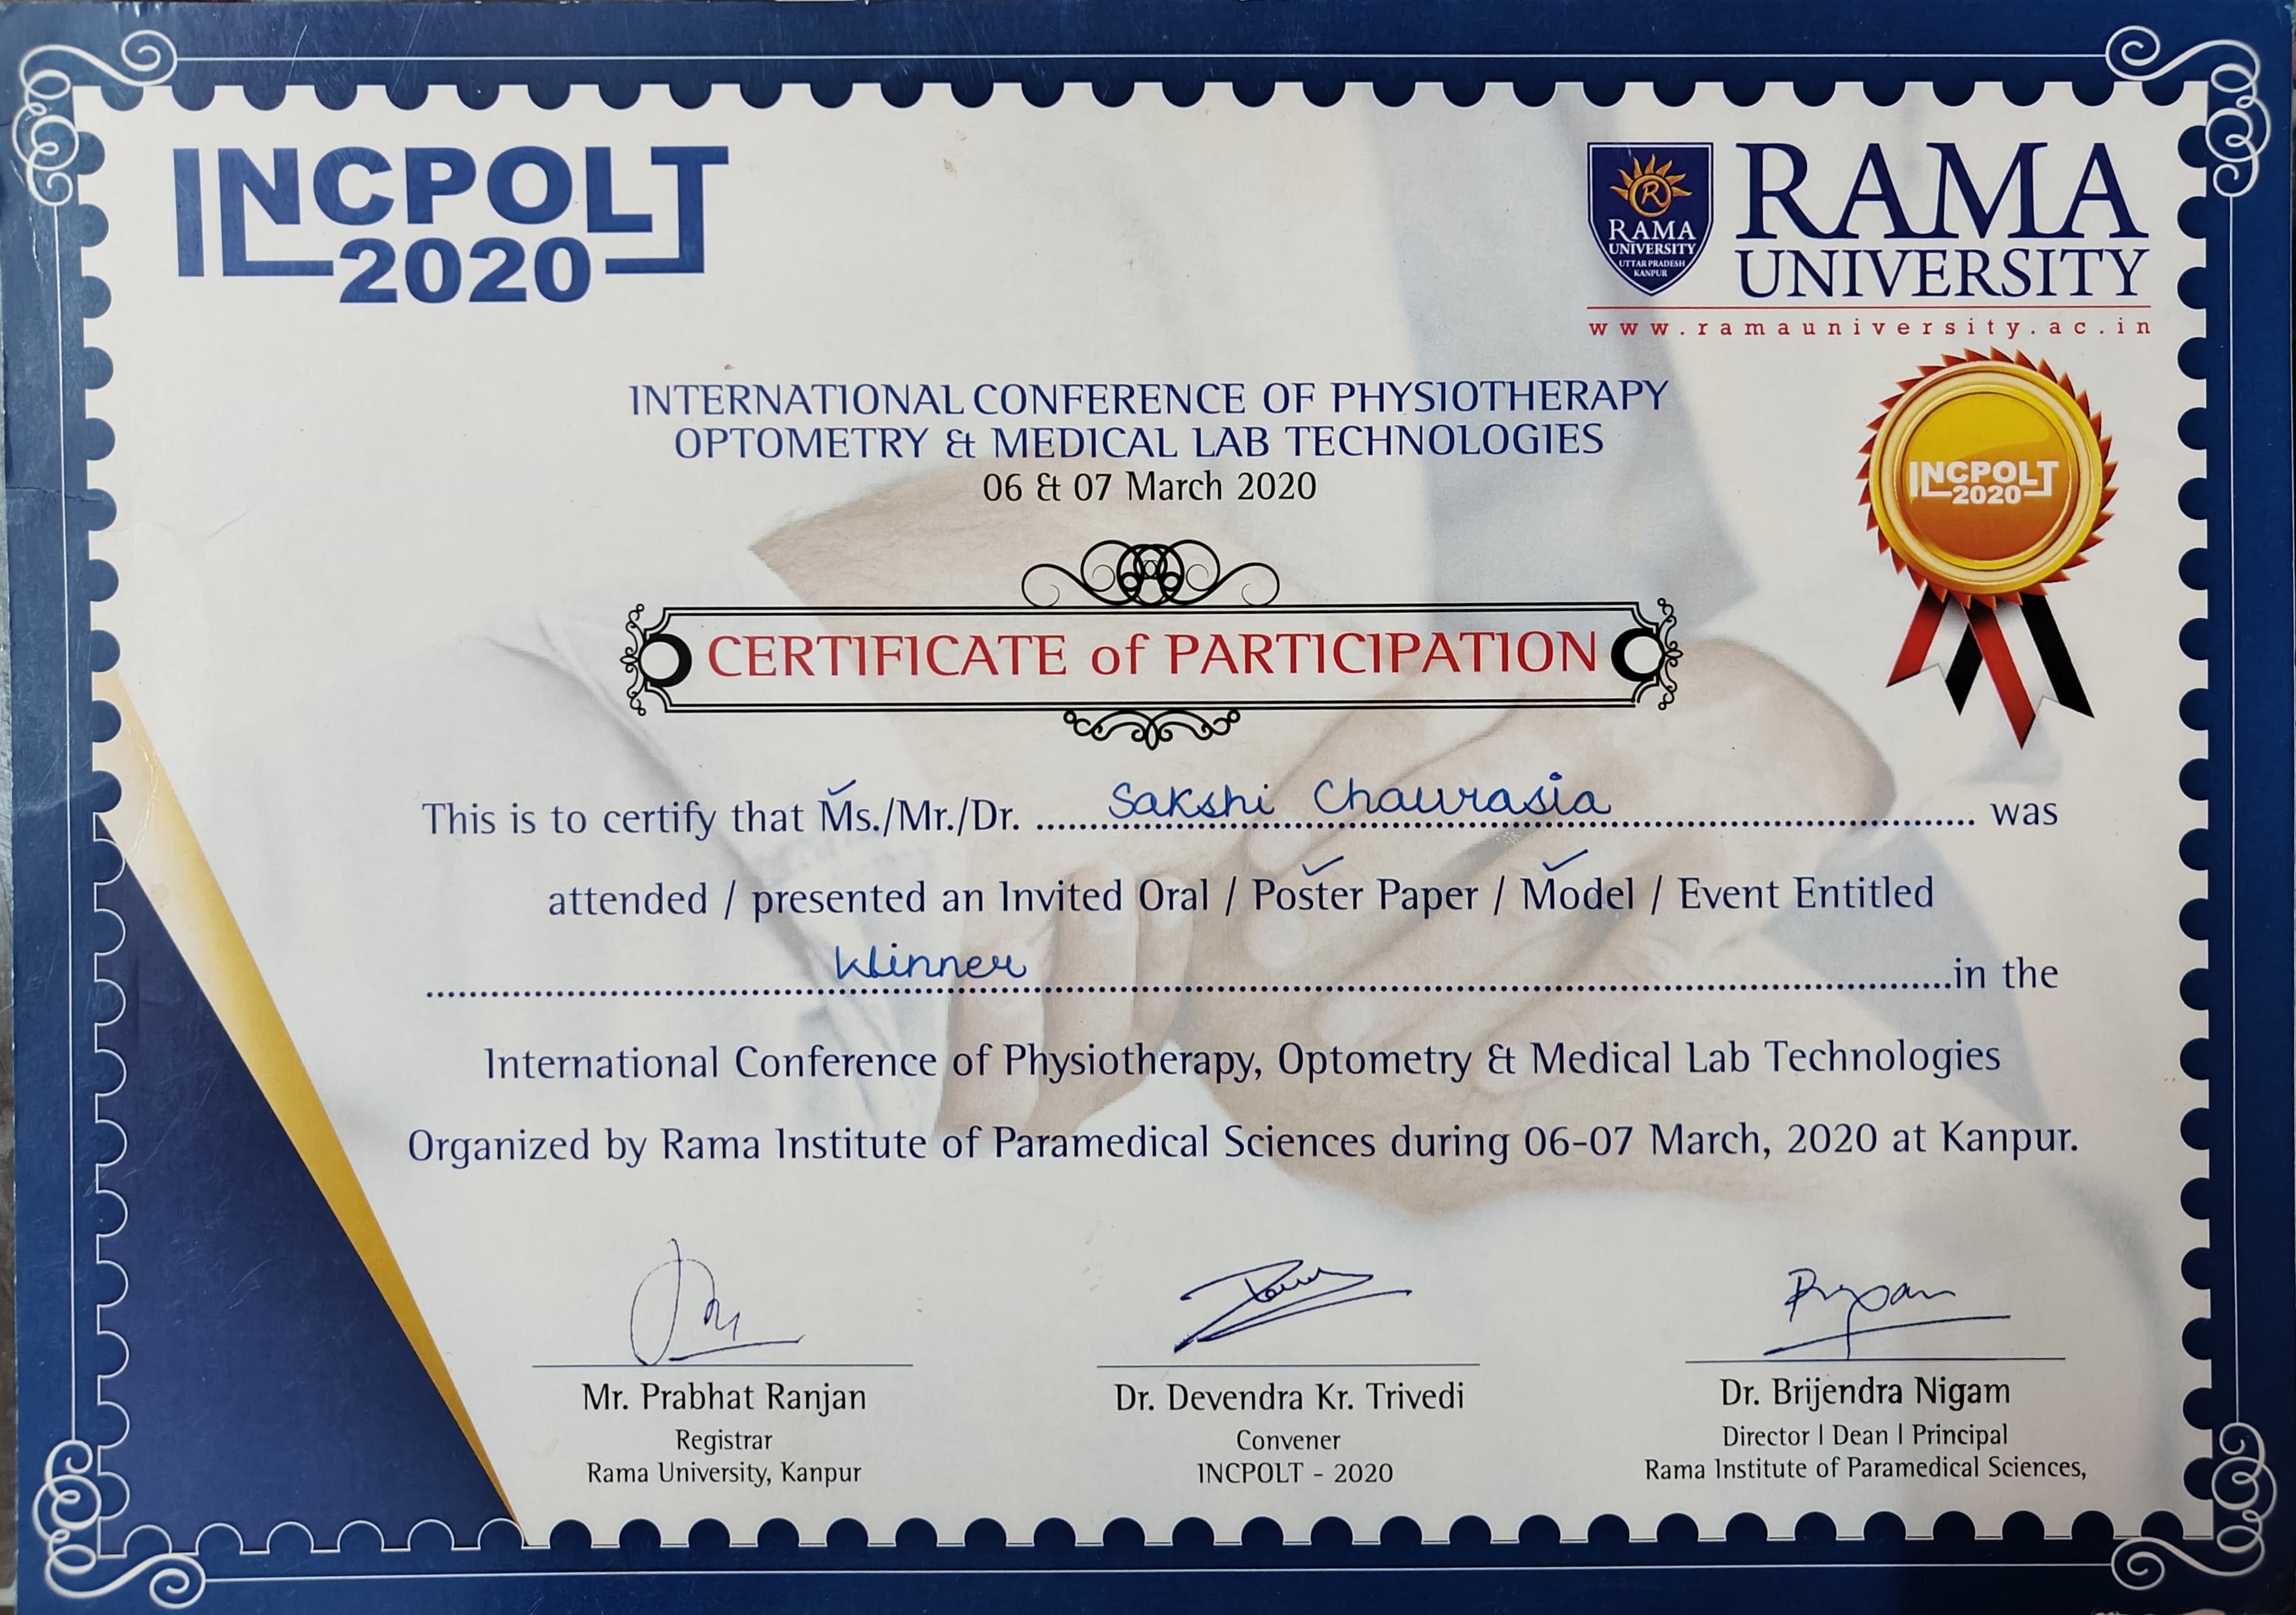 INCPOLT
2020
RAMA
UNIVERSITY
UTTAR PRADESH
KANPUR
RAMA
UNIVERSITY
www.ramauniversity.ac.in
INTERNATIONAL CONFERENCE OF PHYSIOTHERAPY
OPTOMETRY & MEDICAL LAB TECHNOLOGIES
06 & 07 March 2020
INCPOLT
2020
CERTIFICATE of PARTICIPATION
This is to certify that Ms./Mr./Dr. Sakshi Chaurasia was
attended / presented an Invited Oral / Poster Paper / Model / Event Entitled
Winner in the
International Conference of Physiotherapy, Optometry & Medical Lab Technologies
Organized by Rama Institute of Paramedical Sciences during 06-07 March, 2020 at Kanpur.
Mr. Prabhat Ranjan
Registrar
Rama University, Kanpur
Dr. Devendra Kr. Trivedi
Convener
INCPOLT - 2020
Dr. Brijendra Nigam
Director | Dean | Principal
Rama Institute of Paramedical Sciences,